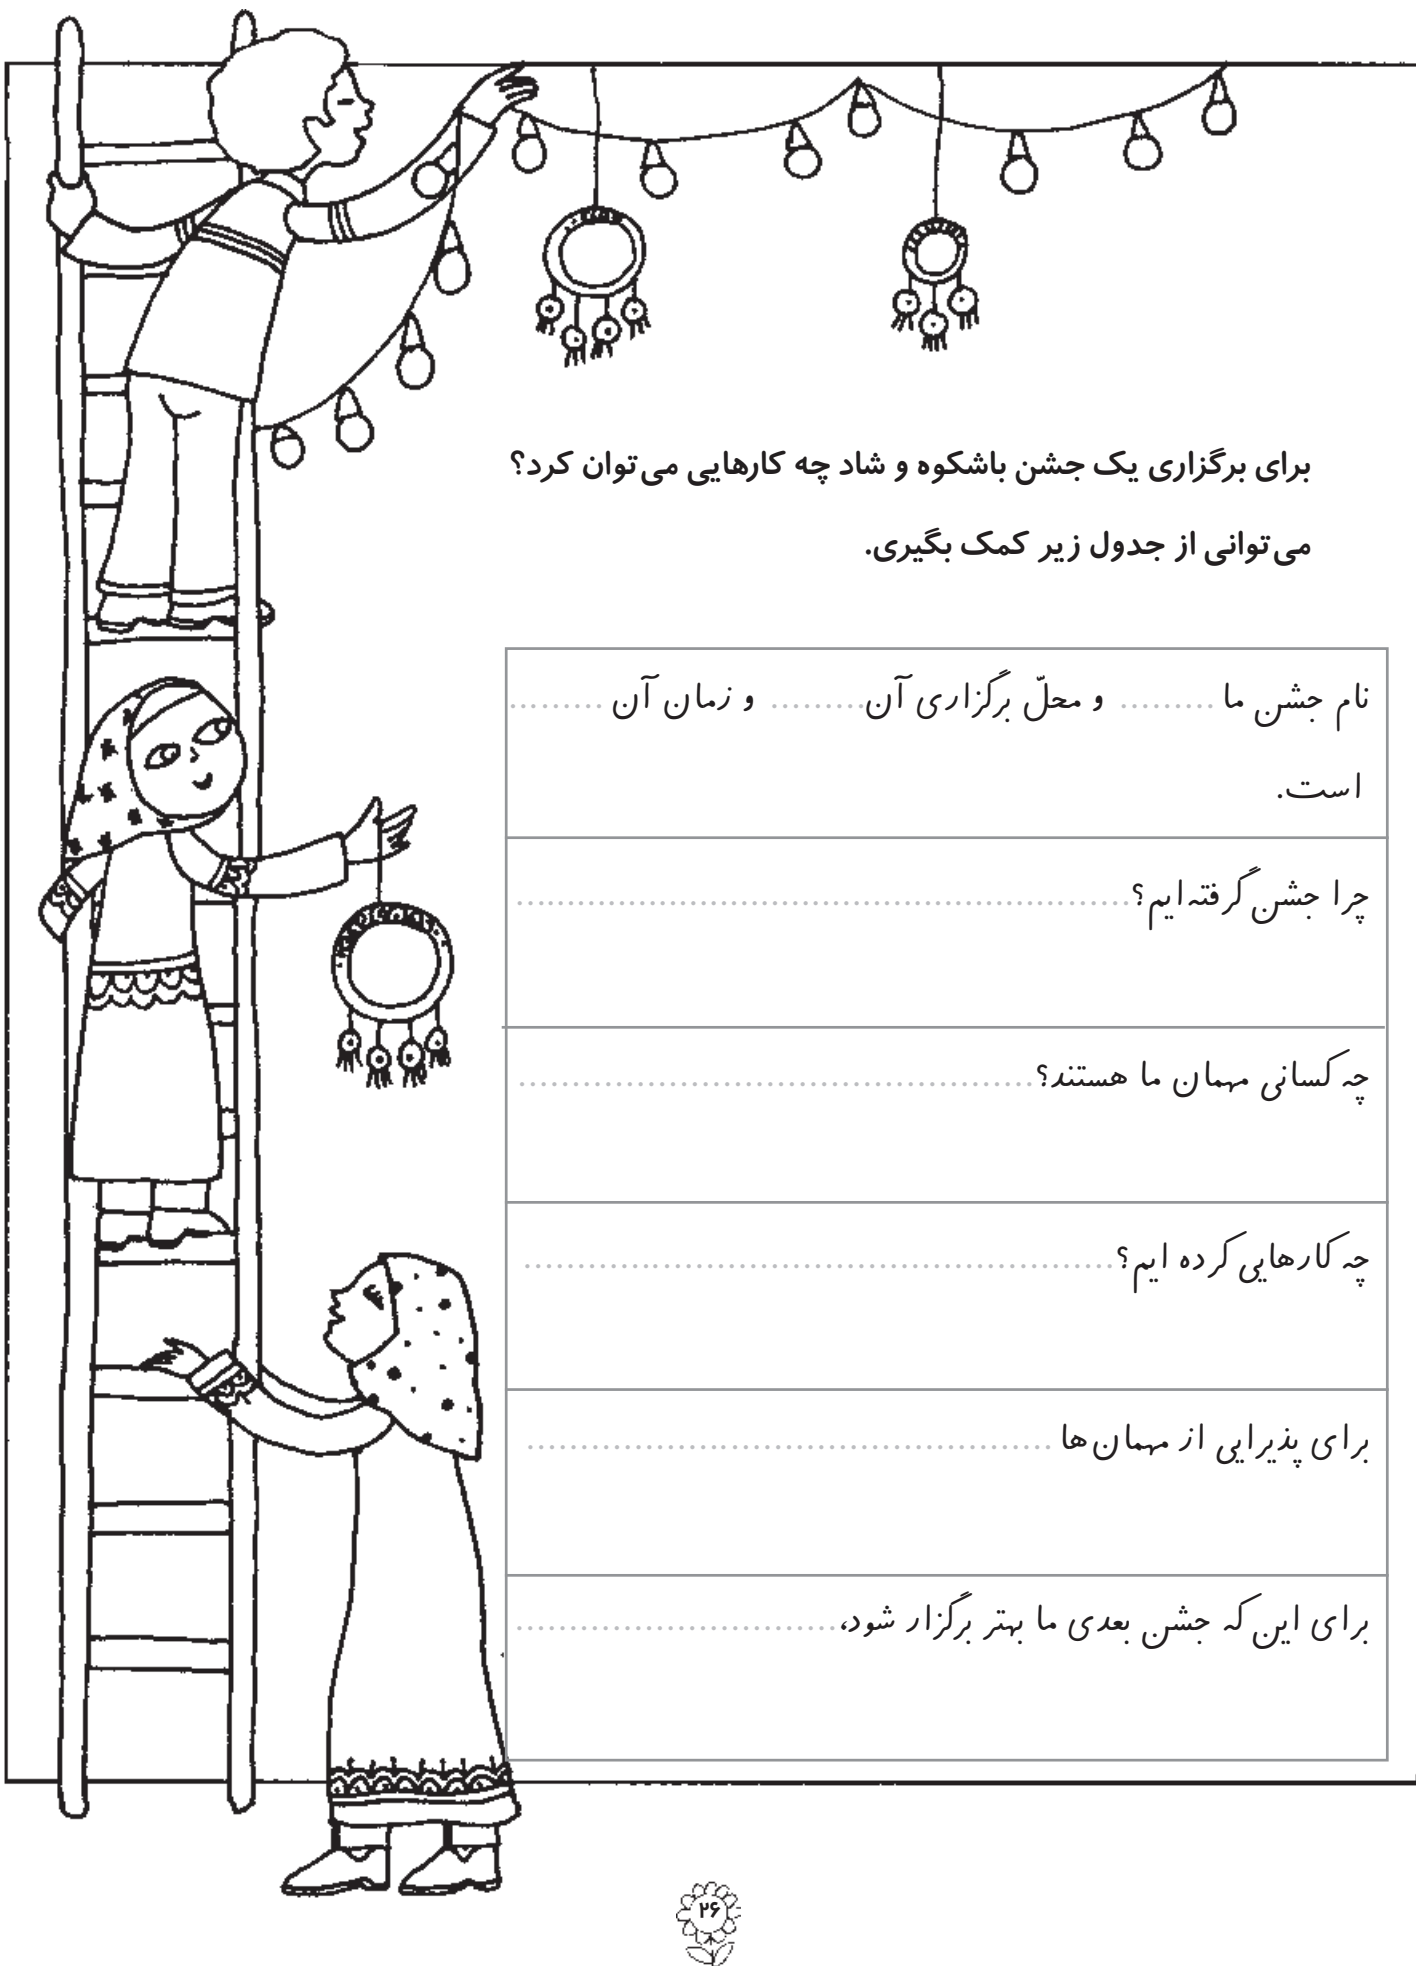 برای برگزاری یک جشن باشکوه و شاد چه کارهایی می‌توان کرد؟
می‌توانی از جدول زیر کمک بگیری.
نام جشن ما ......... و محلّ برگزاری آن......... و زمان آن .........
است.
چرا جشن گرفته‌ایم؟............................................................
چه کسانی مهمان ما هستند؟..................................................
چه کارهایی کرده ایم؟.........................................................
برای پذیرایی از مهمان‌ها ...................................................
برای این‌که جشن بعدی ما بهتر برگزار شود،...............................
۲۶